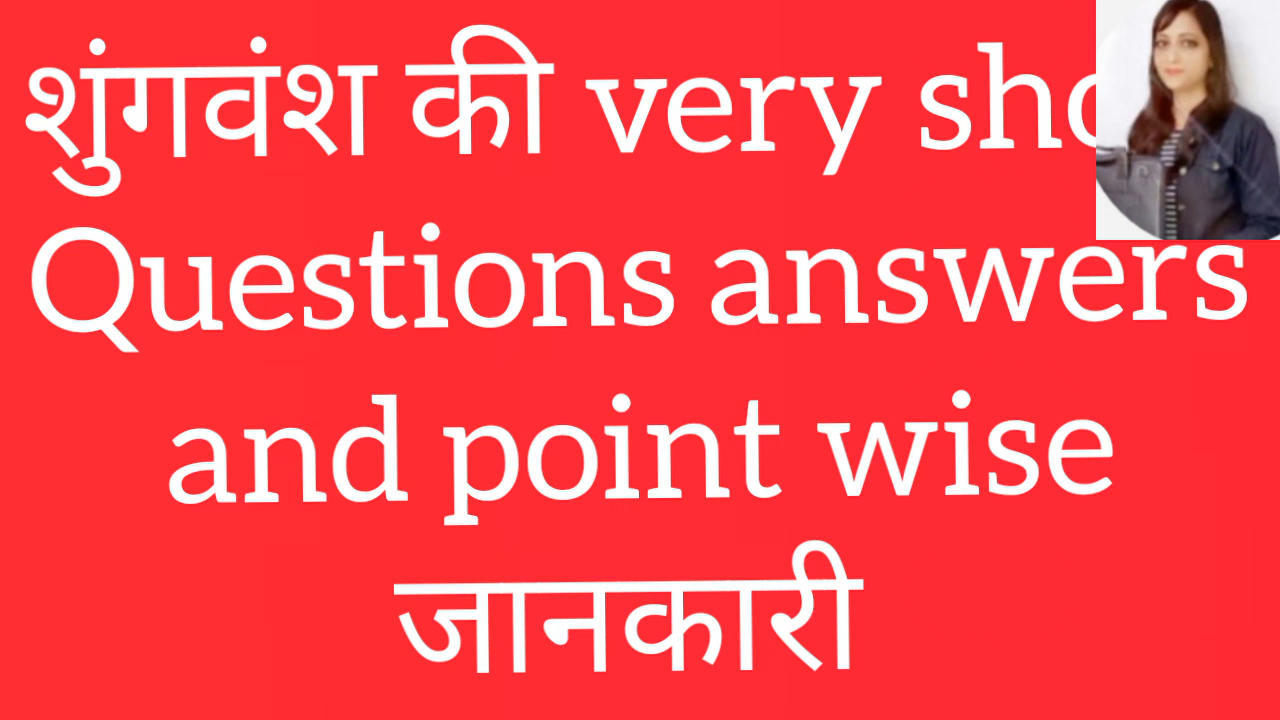 शुंगवंश की very
Questions answers
and point wise
जानकारी